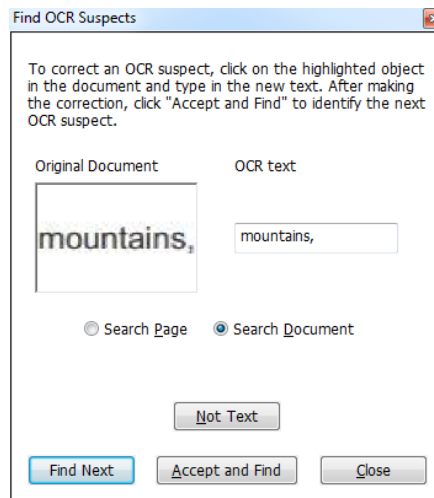 Find OCR Suspects
To correct an OCR suspect, click on the highlighted object
in the document and type in the new text. After making
the correction, click "Accept and Find" to identify the next
OCR suspect.
Original Document OCR text
mountains, mountains,
Search Page Search Document
Not Text
Find Next Accept and Find Close